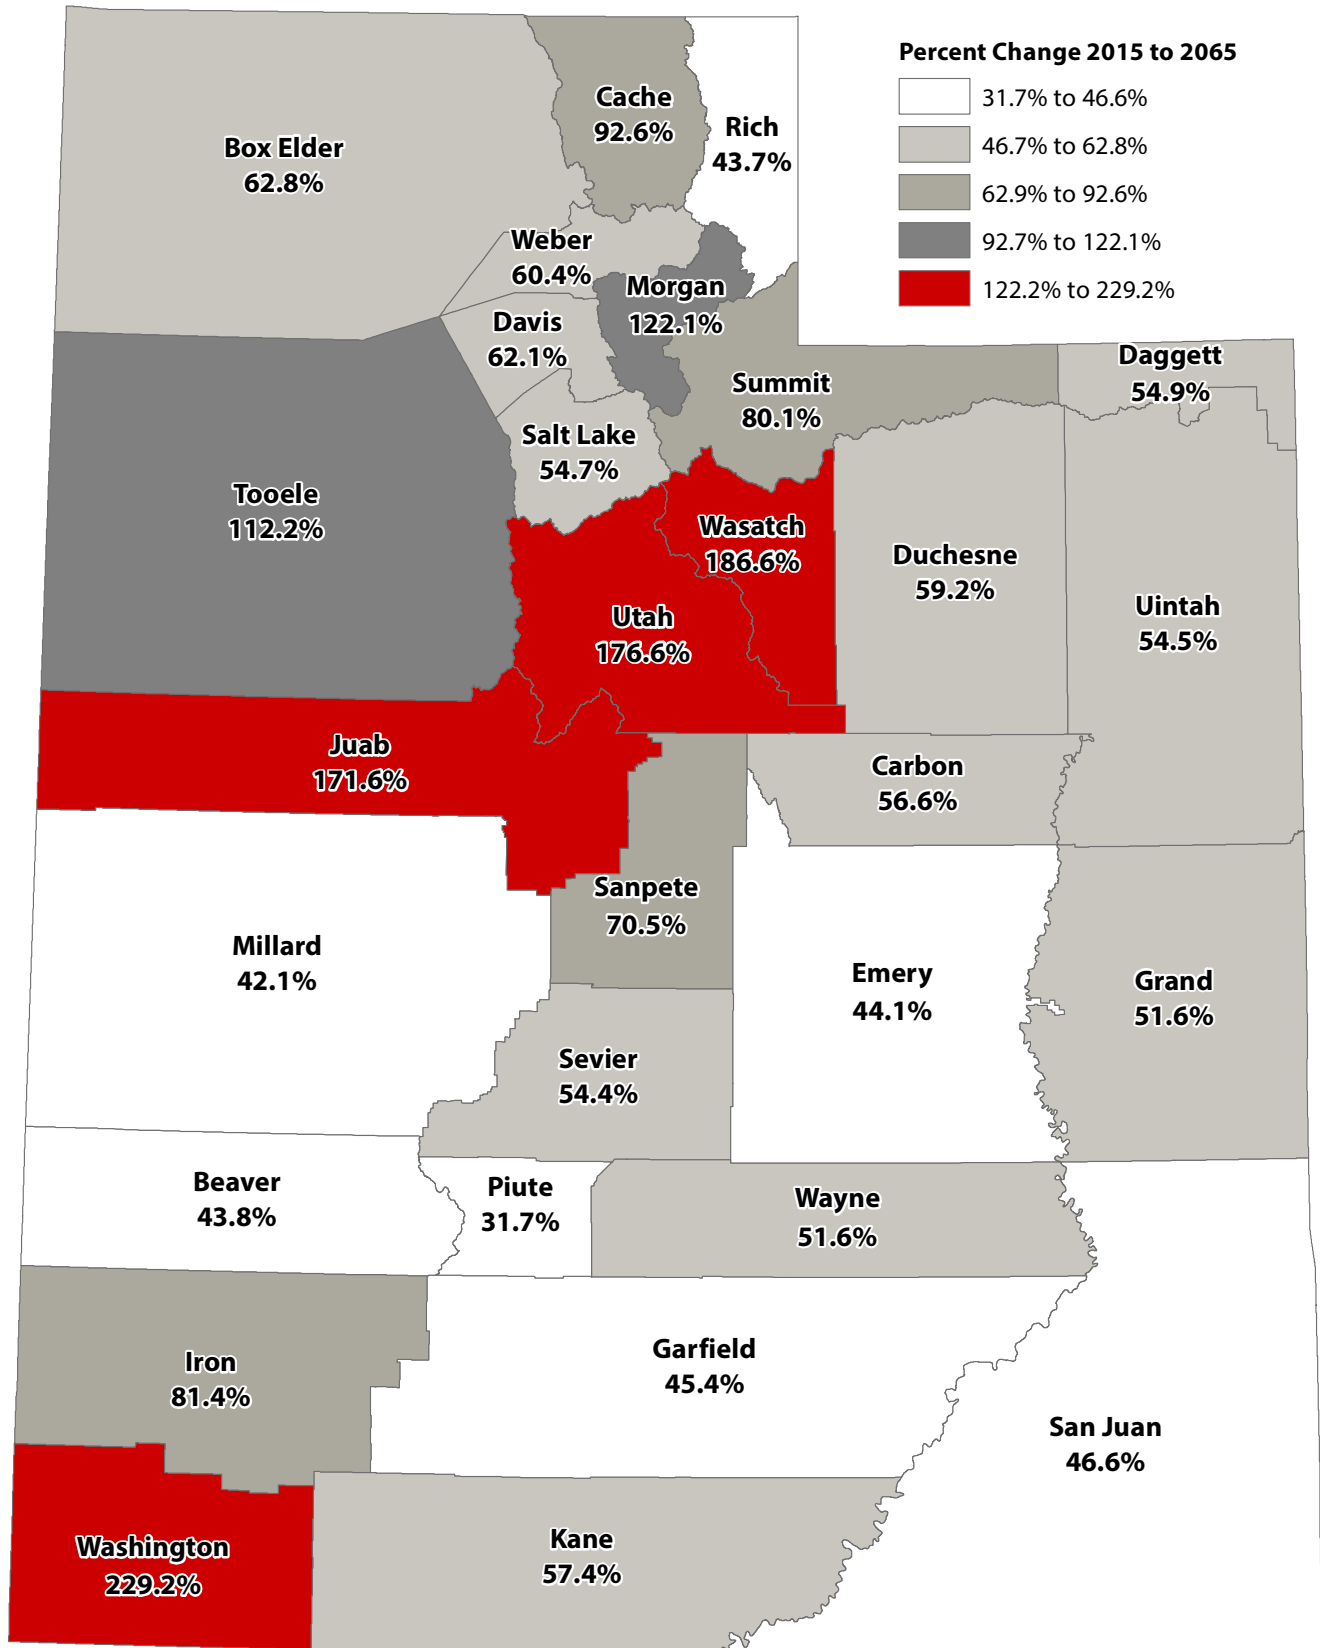 Percent Change 2015 to 2065
31.7% to 46.6%
46.7% to 62.8%
62.9% to 92.6%
92.7% to 122.1%
122.2% to 229.2%
Cache
92.6%
Rich
43.7%
Box Elder
62.8%
Weber
60.4%
Morgan
122.1%
Davis
62.1%
Summit
80.1%
Daggett
54.9%
Salt Lake
54.7%
Tooele
112.2%
Wasatch
186.6%
Duchesne
59.2%
Uintah
54.5%
Utah
176.6%
Juab
171.6%
Carbon
56.6%
Sanpete
70.5%
Millard
42.1%
Emery
44.1%
Grand
51.6%
Sevier
54.4%
Beaver
43.8%
Piute
31.7%
Wayne
51.6%
Iron
81.4%
Garfield
45.4%
San Juan
46.6%
Washington
229.2%
Kane
57.4%